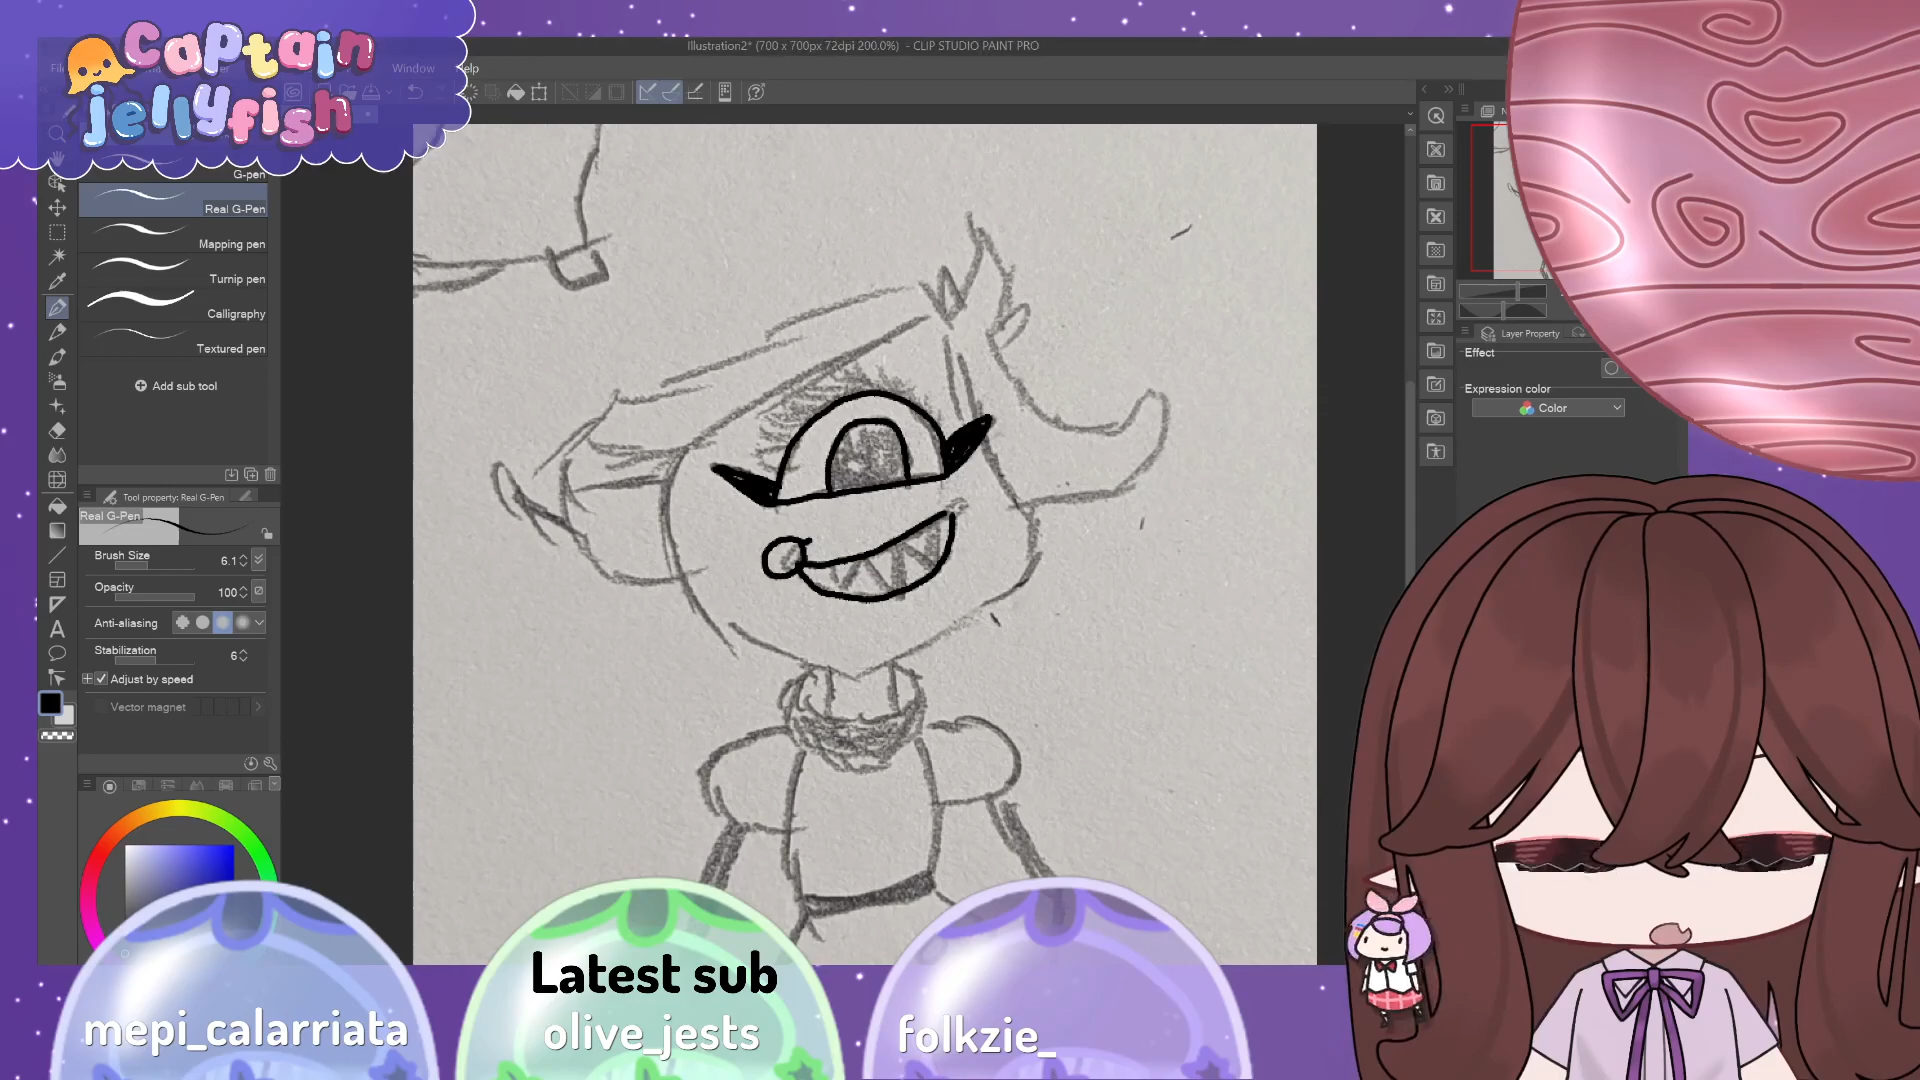 Illustration2* (700 x 700px 72dpi 200.0%) - CLIP STUDIO PAINT PRO
Captain
jellyfish
Window
G-pen
Real G-Pen
Mapping pen
Turnip pen
Calligraphy
Textured pen
Add sub tool
Tool property: Real G-Pen
Real G-Pen
Brush Size 6.1
Opacity 100
Anti-aliasing
Stabilization 6
Adjust by speed
Vector magnet
Layer Property
Effect
Expression color
Color
Latest sub
mepi_calarriata
olive_jests
folkzie_